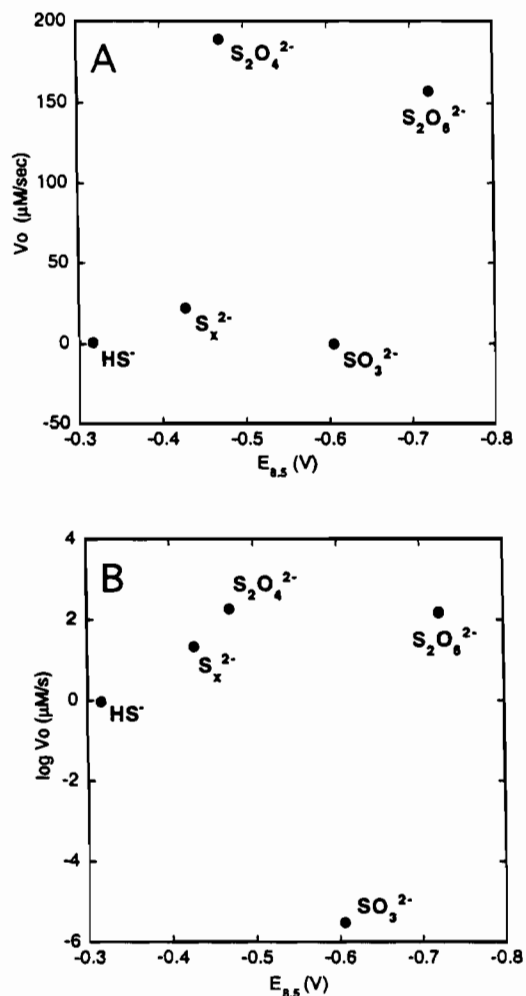 A
200
150
100
50
0
-50
Vo (µM/sec)
S₂O₄²⁻
S₂O₆²⁻
Sₓ²⁻
HS⁻
SO₃²⁻
-0.3 -0.4 -0.5 -0.6 -0.7 -0.8
E₈.₅ (V)
B
4
2
0
-2
-4
-6
log Vo (µM/s)
S₂O₄²⁻
S₂O₆²⁻
Sₓ²⁻
HS⁻
SO₃²⁻
-0.3 -0.4 -0.5 -0.6 -0.7 -0.8
E₈.₅ (V)